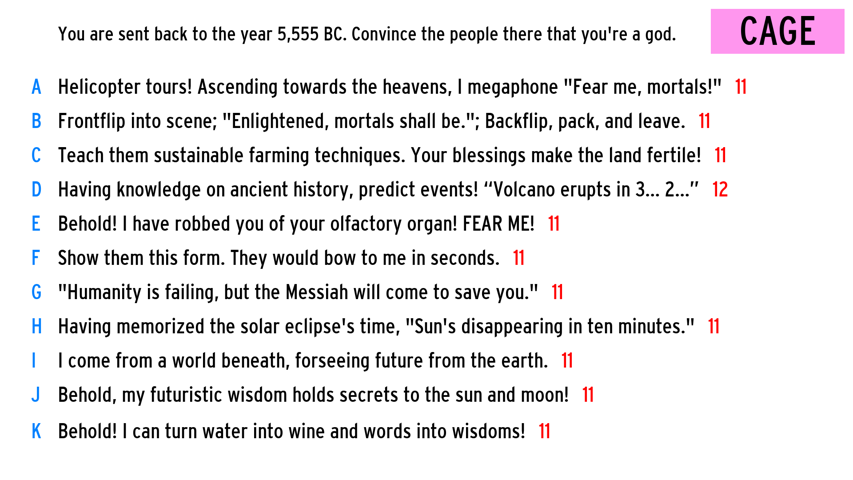 You are sent back to the year 5,555 BC. Convince the people there that you're a god.
CAGE
A Helicopter tours! Ascending towards the heavens, I megaphone "Fear me, mortals!" 11
B Frontflip into scene; "Enlightened, mortals shall be."; Backflip, pack, and leave. 11
C Teach them sustainable farming techniques. Your blessings make the land fertile! 11
D Having knowledge on ancient history, predict events! “Volcano erupts in 3... 2...” 12
E Behold! I have robbed you of your olfactory organ! FEAR ME! 11
F Show them this form. They would bow to me in seconds. 11
G "Humanity is failing, but the Messiah will come to save you." 11
H Having memorized the solar eclipse's time, "Sun's disappearing in ten minutes." 11
I I come from a world beneath, forseeing future from the earth. 11
J Behold, my futuristic wisdom holds secrets to the sun and moon! 11
K Behold! I can turn water into wine and words into wisdoms! 11